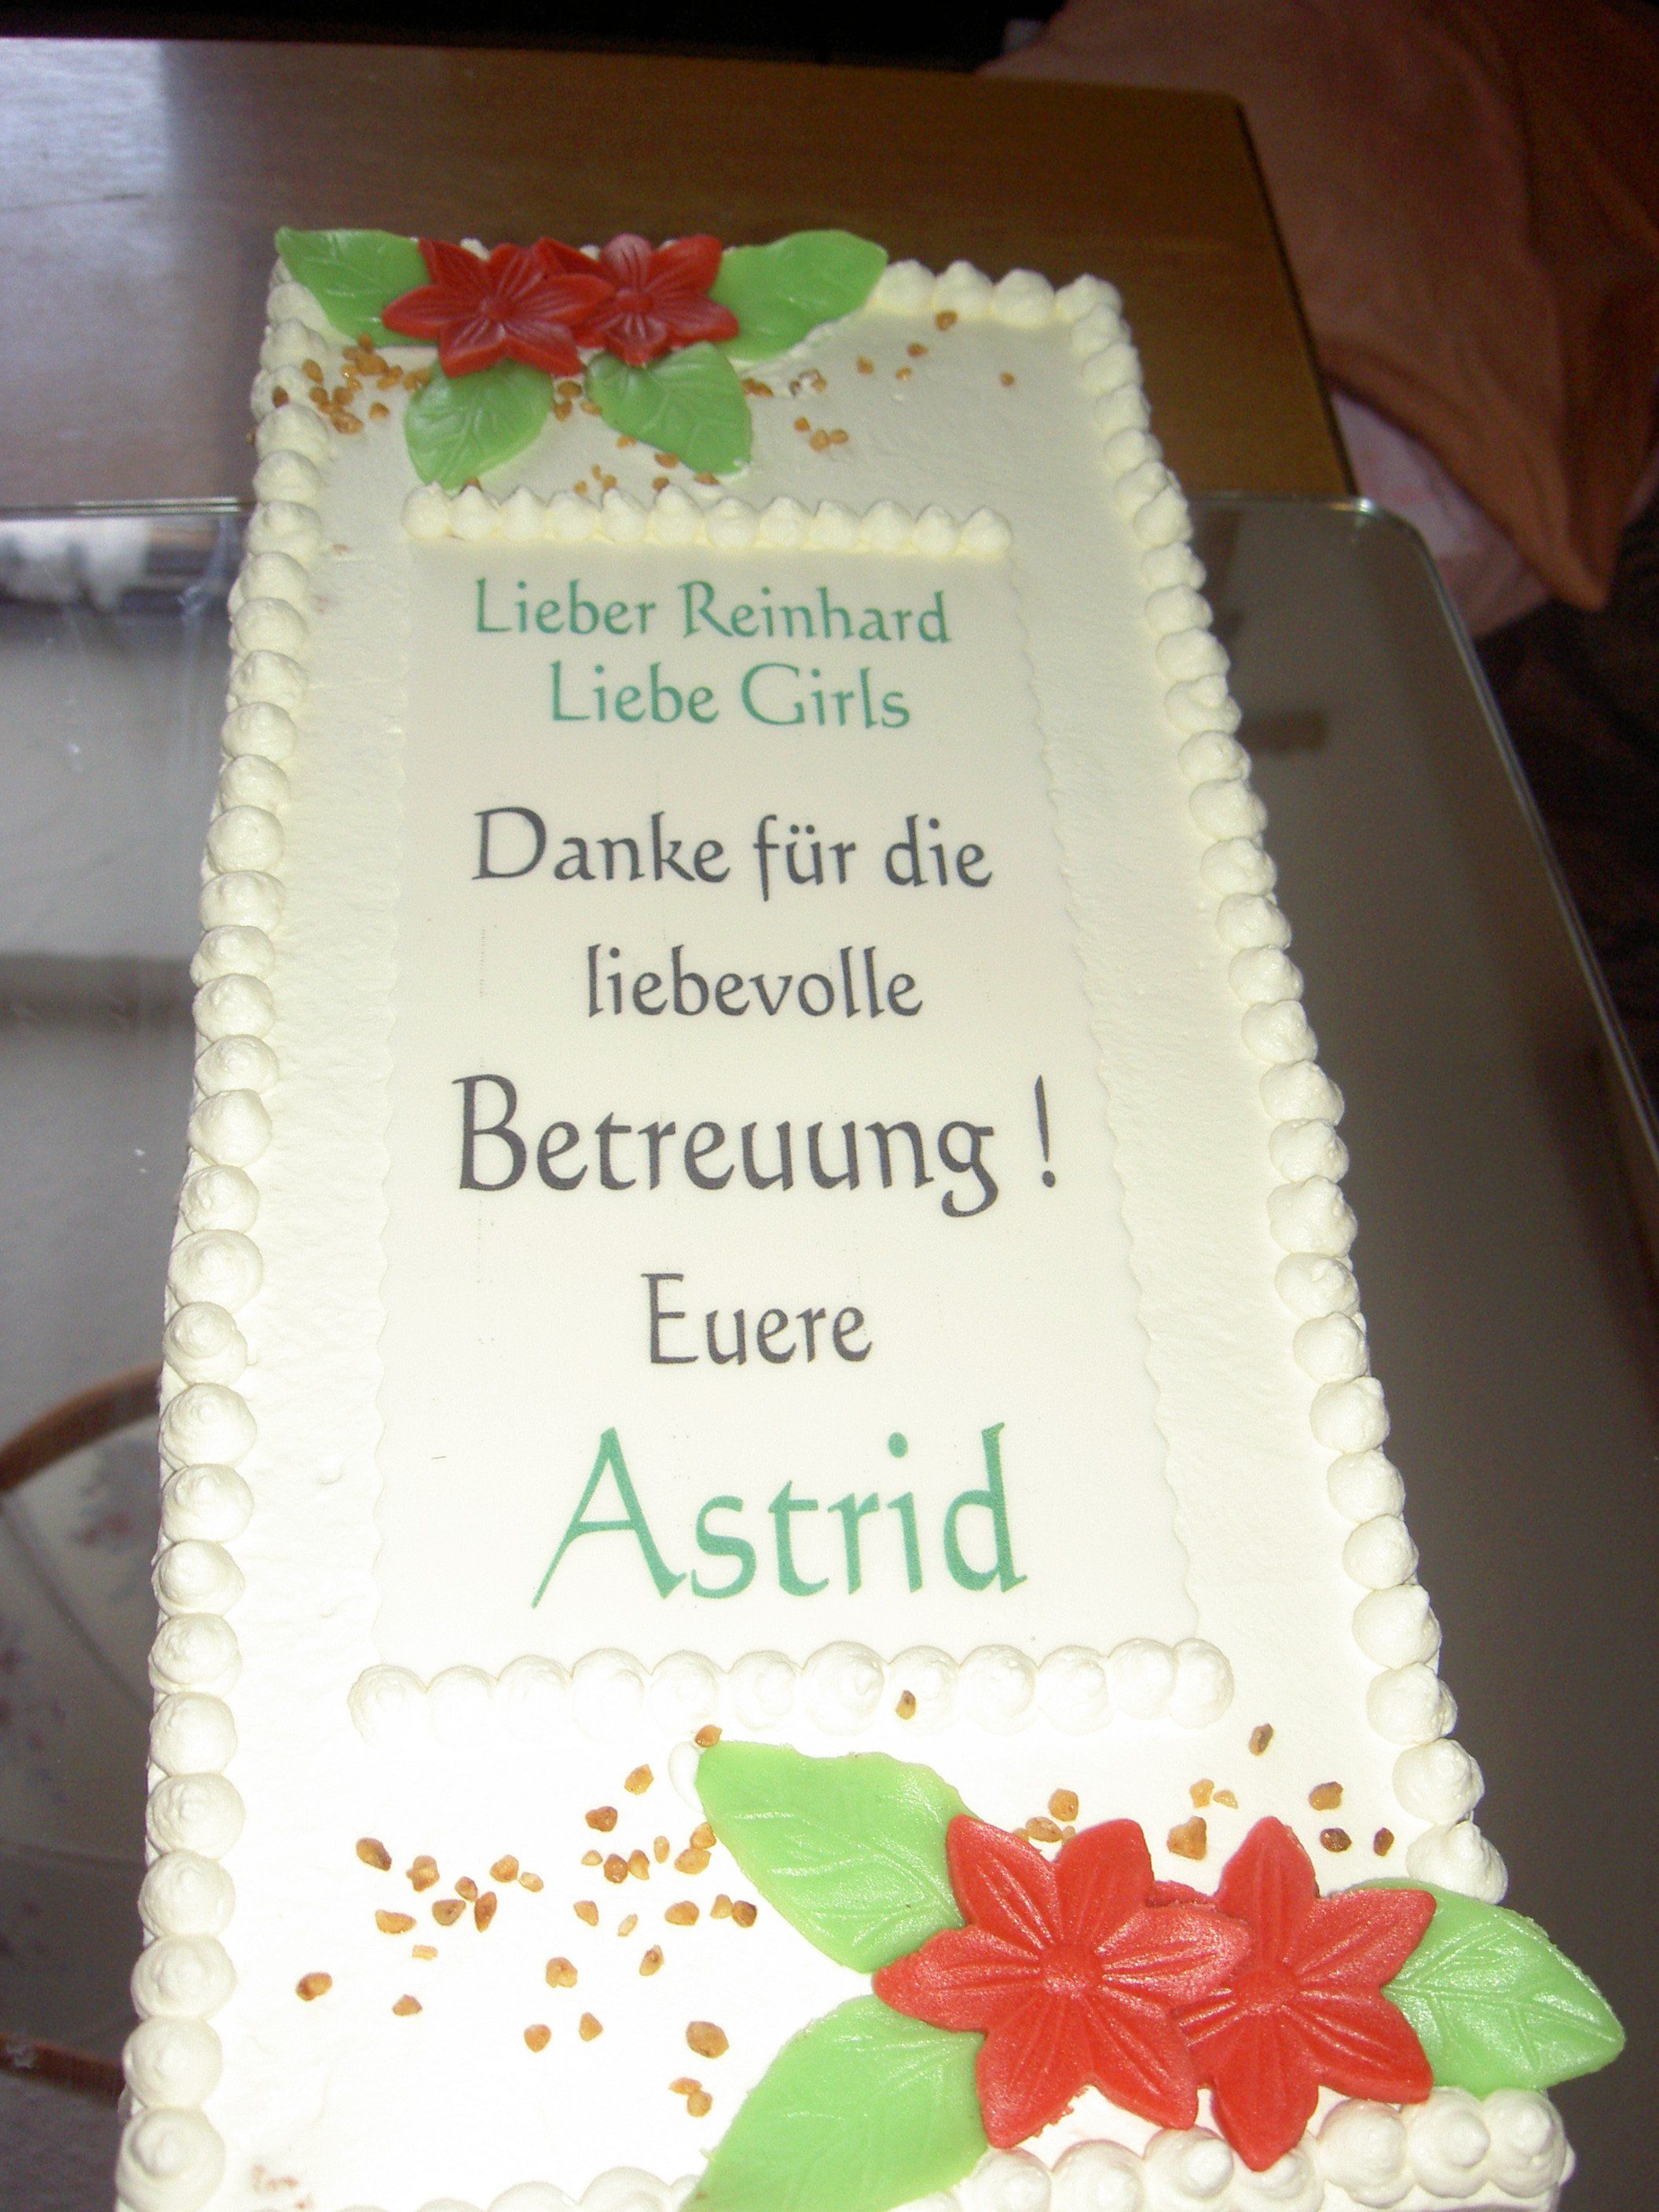 Lieber Reinhard
Liebe Girls
Danke für die
liebevolle
Betreuung !
Euere
Astrid